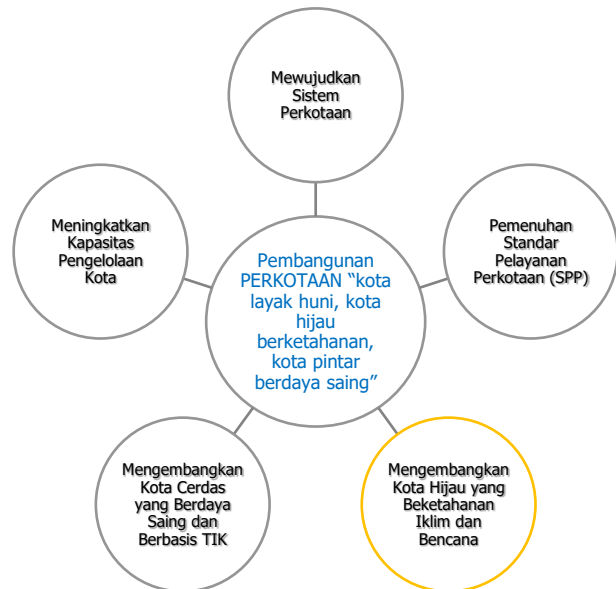 Mewujudkan
Sistem
Perkotaan
Meningkatkan
Kapasitas
Pengelolaan
Kota
Pemenuhan
Standar
Pelayanan
Perkotaan (SPP)
Pembangunan
PERKOTAAN “kota
layak huni, kota
hijau
berketahanan,
kota pintar
berdaya saing”
Mengembangkan
Kota Cerdas
yang Berdaya
Saing dan
Berbasis TIK
Mengembangkan
Kota Hijau yang
Beketahanan
Iklim dan
Bencana